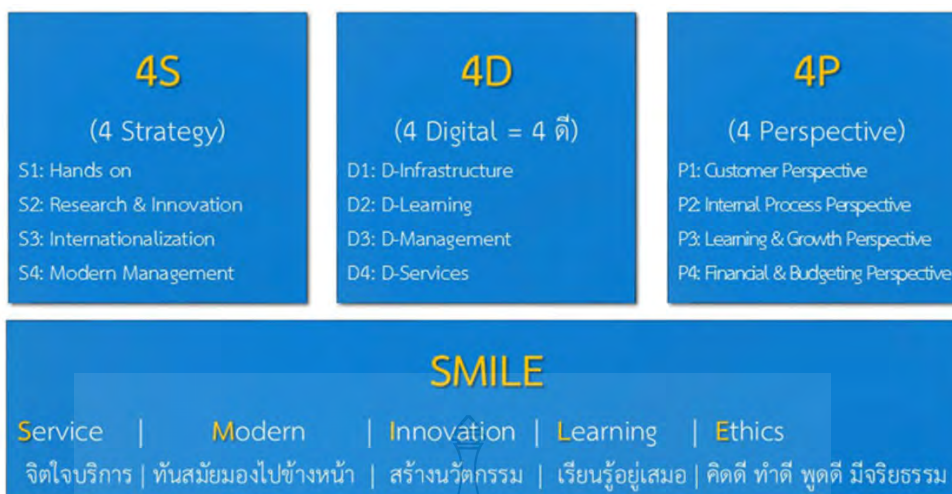 4S
(4 Strategy)
S1: Hands on
S2: Research & Innovation
S3: Internationalization
S4: Modern Management
4D
(4 Digital = 4 ดี)
D1: D-Infrastructure
D2: D-Learning
D3: D-Management
D4: D-Services
4P
(4 Perspective)
P1: Customer Perspective
P2: Internal Process Perspective
P3: Learning & Growth Perspective
P4: Financial & Budgeting Perspective
SMILE
Service | Modern | Innovation | Learning | Ethics
จิตใจบริการ | ทันสมัยมองไปข้างหน้า | สร้างนวัตกรรม | เรียนรู้อยู่เสมอ | คิดดี ทำดี พูดดี มีจริยธรรม